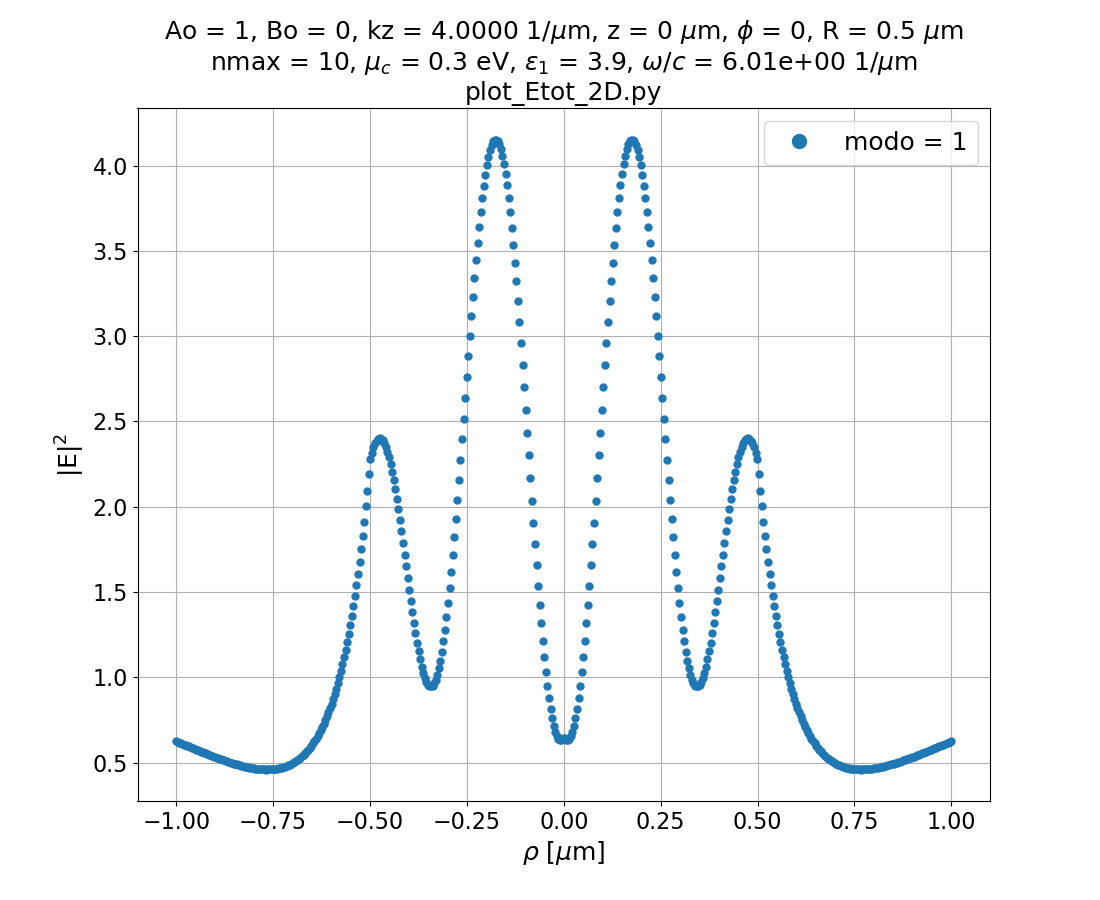 Ao = 1, Bo = 0, kz = 4.0000 1/μm, z = 0 μm, ϕ = 0, R = 0.5 μm
nmax = 10, μc = 0.3 eV, ε1 = 3.9, ω/c = 6.01e+00 1/μm
plot_Etot_2D.py
modo = 1
|E|²
4.0
3.5
3.0
2.5
2.0
1.5
1.0
0.5
−1.00 −0.75 −0.50 −0.25 0.00 0.25 0.50 0.75 1.00
ρ [μm]